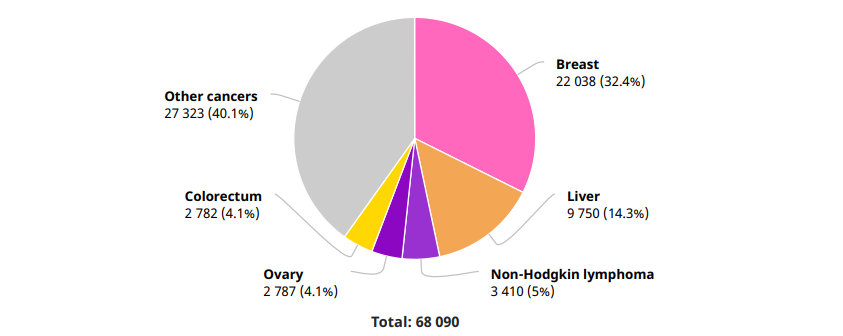 Breast
22 038 (32.4%)
Other cancers
27 323 (40.1%)
Colorectum
2 782 (4.1%)
Liver
9 750 (14.3%)
Ovary
2 787 (4.1%)
Non-Hodgkin lymphoma
3 410 (5%)
Total: 68 090